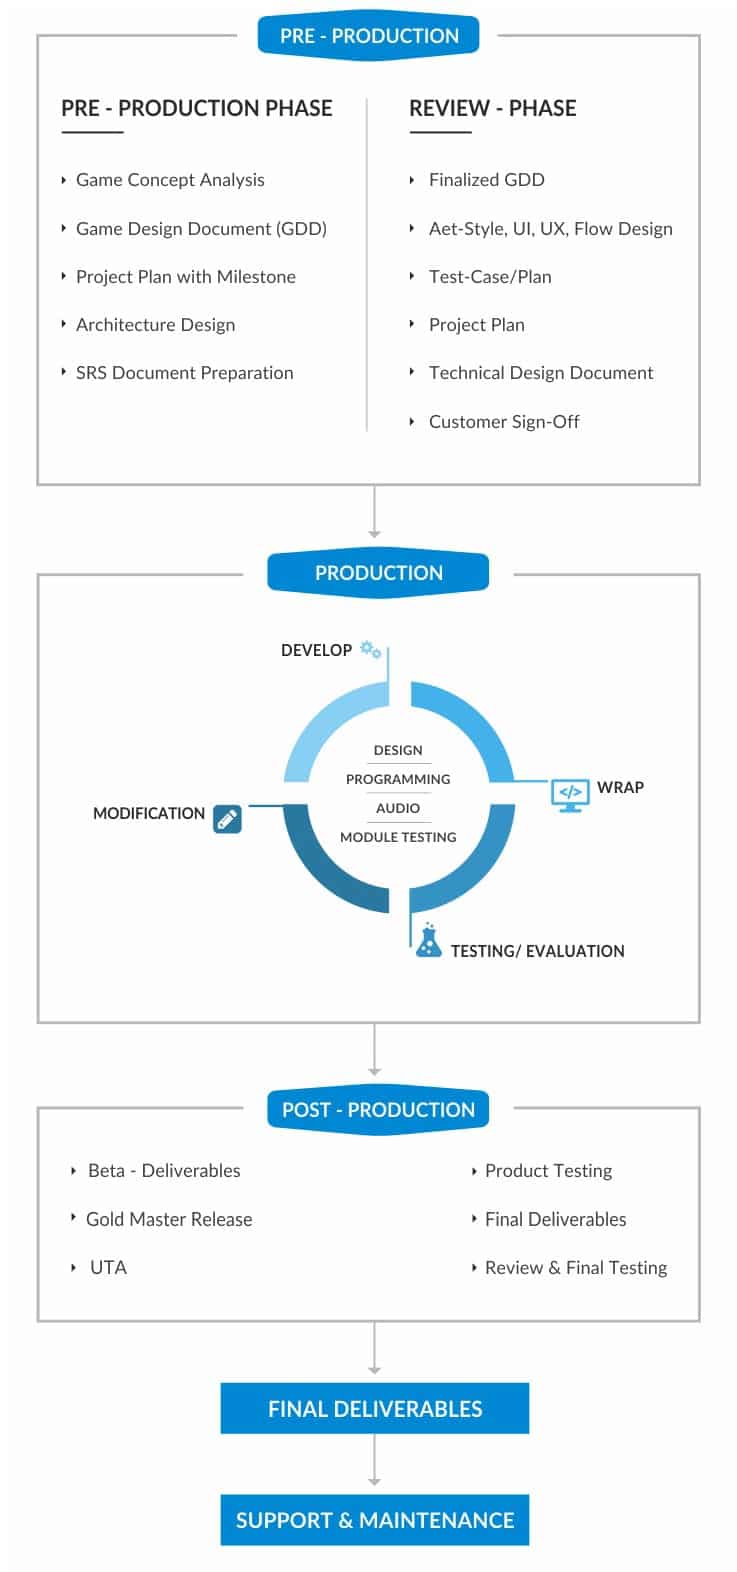 PRE - PRODUCTION
PRE - PRODUCTION PHASE
Game Concept Analysis
Game Design Document (GDD)
Project Plan with Milestone
Architecture Design
SRS Document Preparation
REVIEW - PHASE
Finalized GDD
Aet-Style, UI, UX, Flow Design
Test-Case/Plan
Project Plan
Technical Design Document
Customer Sign-Off
PRODUCTION
DEVELOP
DESIGN
PROGRAMMING
AUDIO
MODULE TESTING
</>
WRAP
MODIFICATION
TESTING/ EVALUATION
POST - PRODUCTION
Beta - Deliverables
Gold Master Release
UTA
Product Testing
Final Deliverables
Review & Final Testing
FINAL DELIVERABLES
SUPPORT & MAINTENANCE